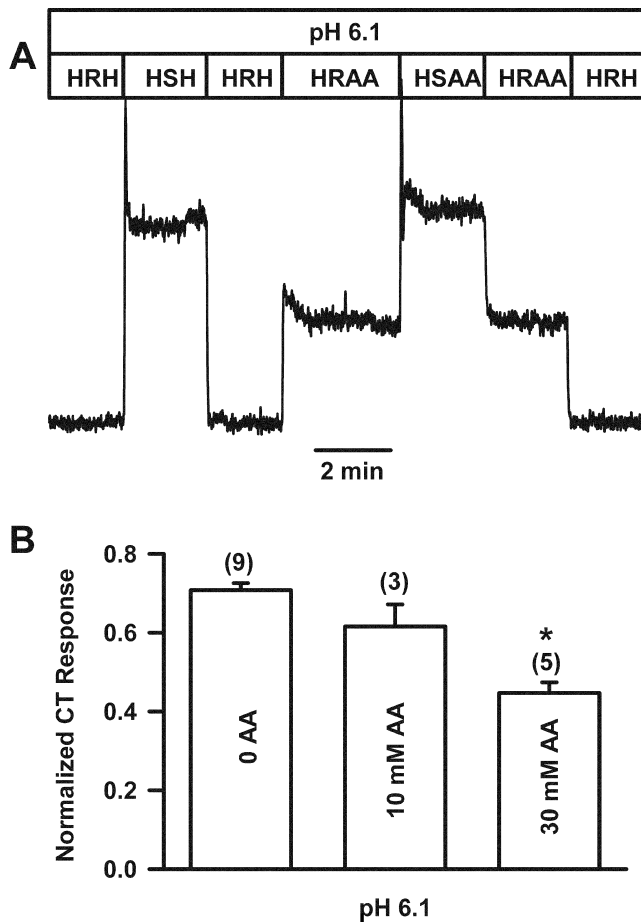 A
pH 6.1
HRH HSH HRH HRAA HSAA HRAA HRH
2 min
B
Normalized CT Response
0.8
0.6
0.4
0.2
0.0
(9)
(3)
*
(5)
0 AA
10 mM AA
30 mM AA
pH 6.1